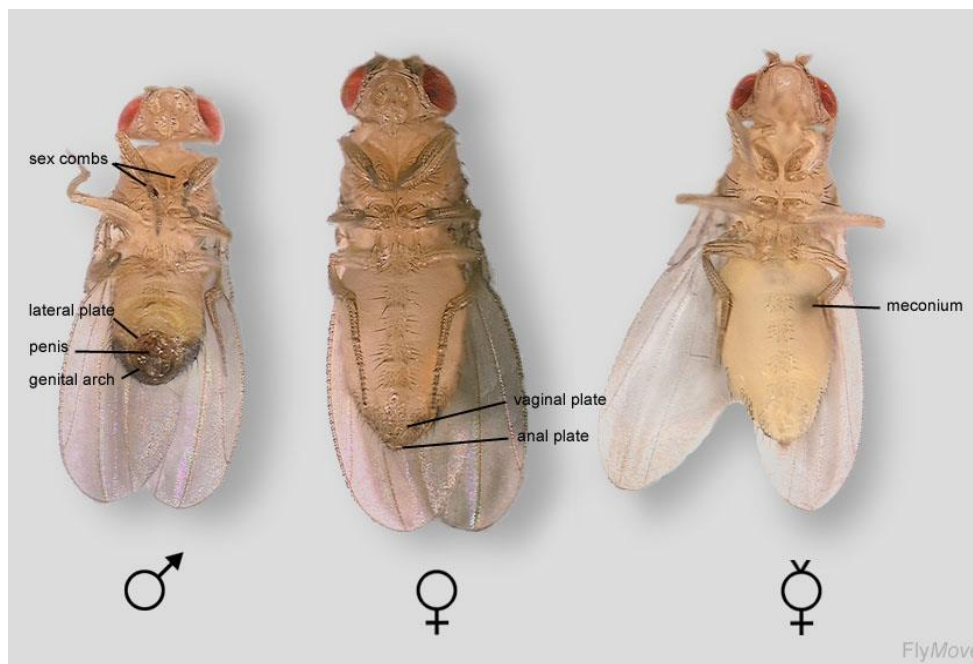 sex combs
lateral plate
penis
genital arch
vaginal plate
anal plate
meconium
FlyMove